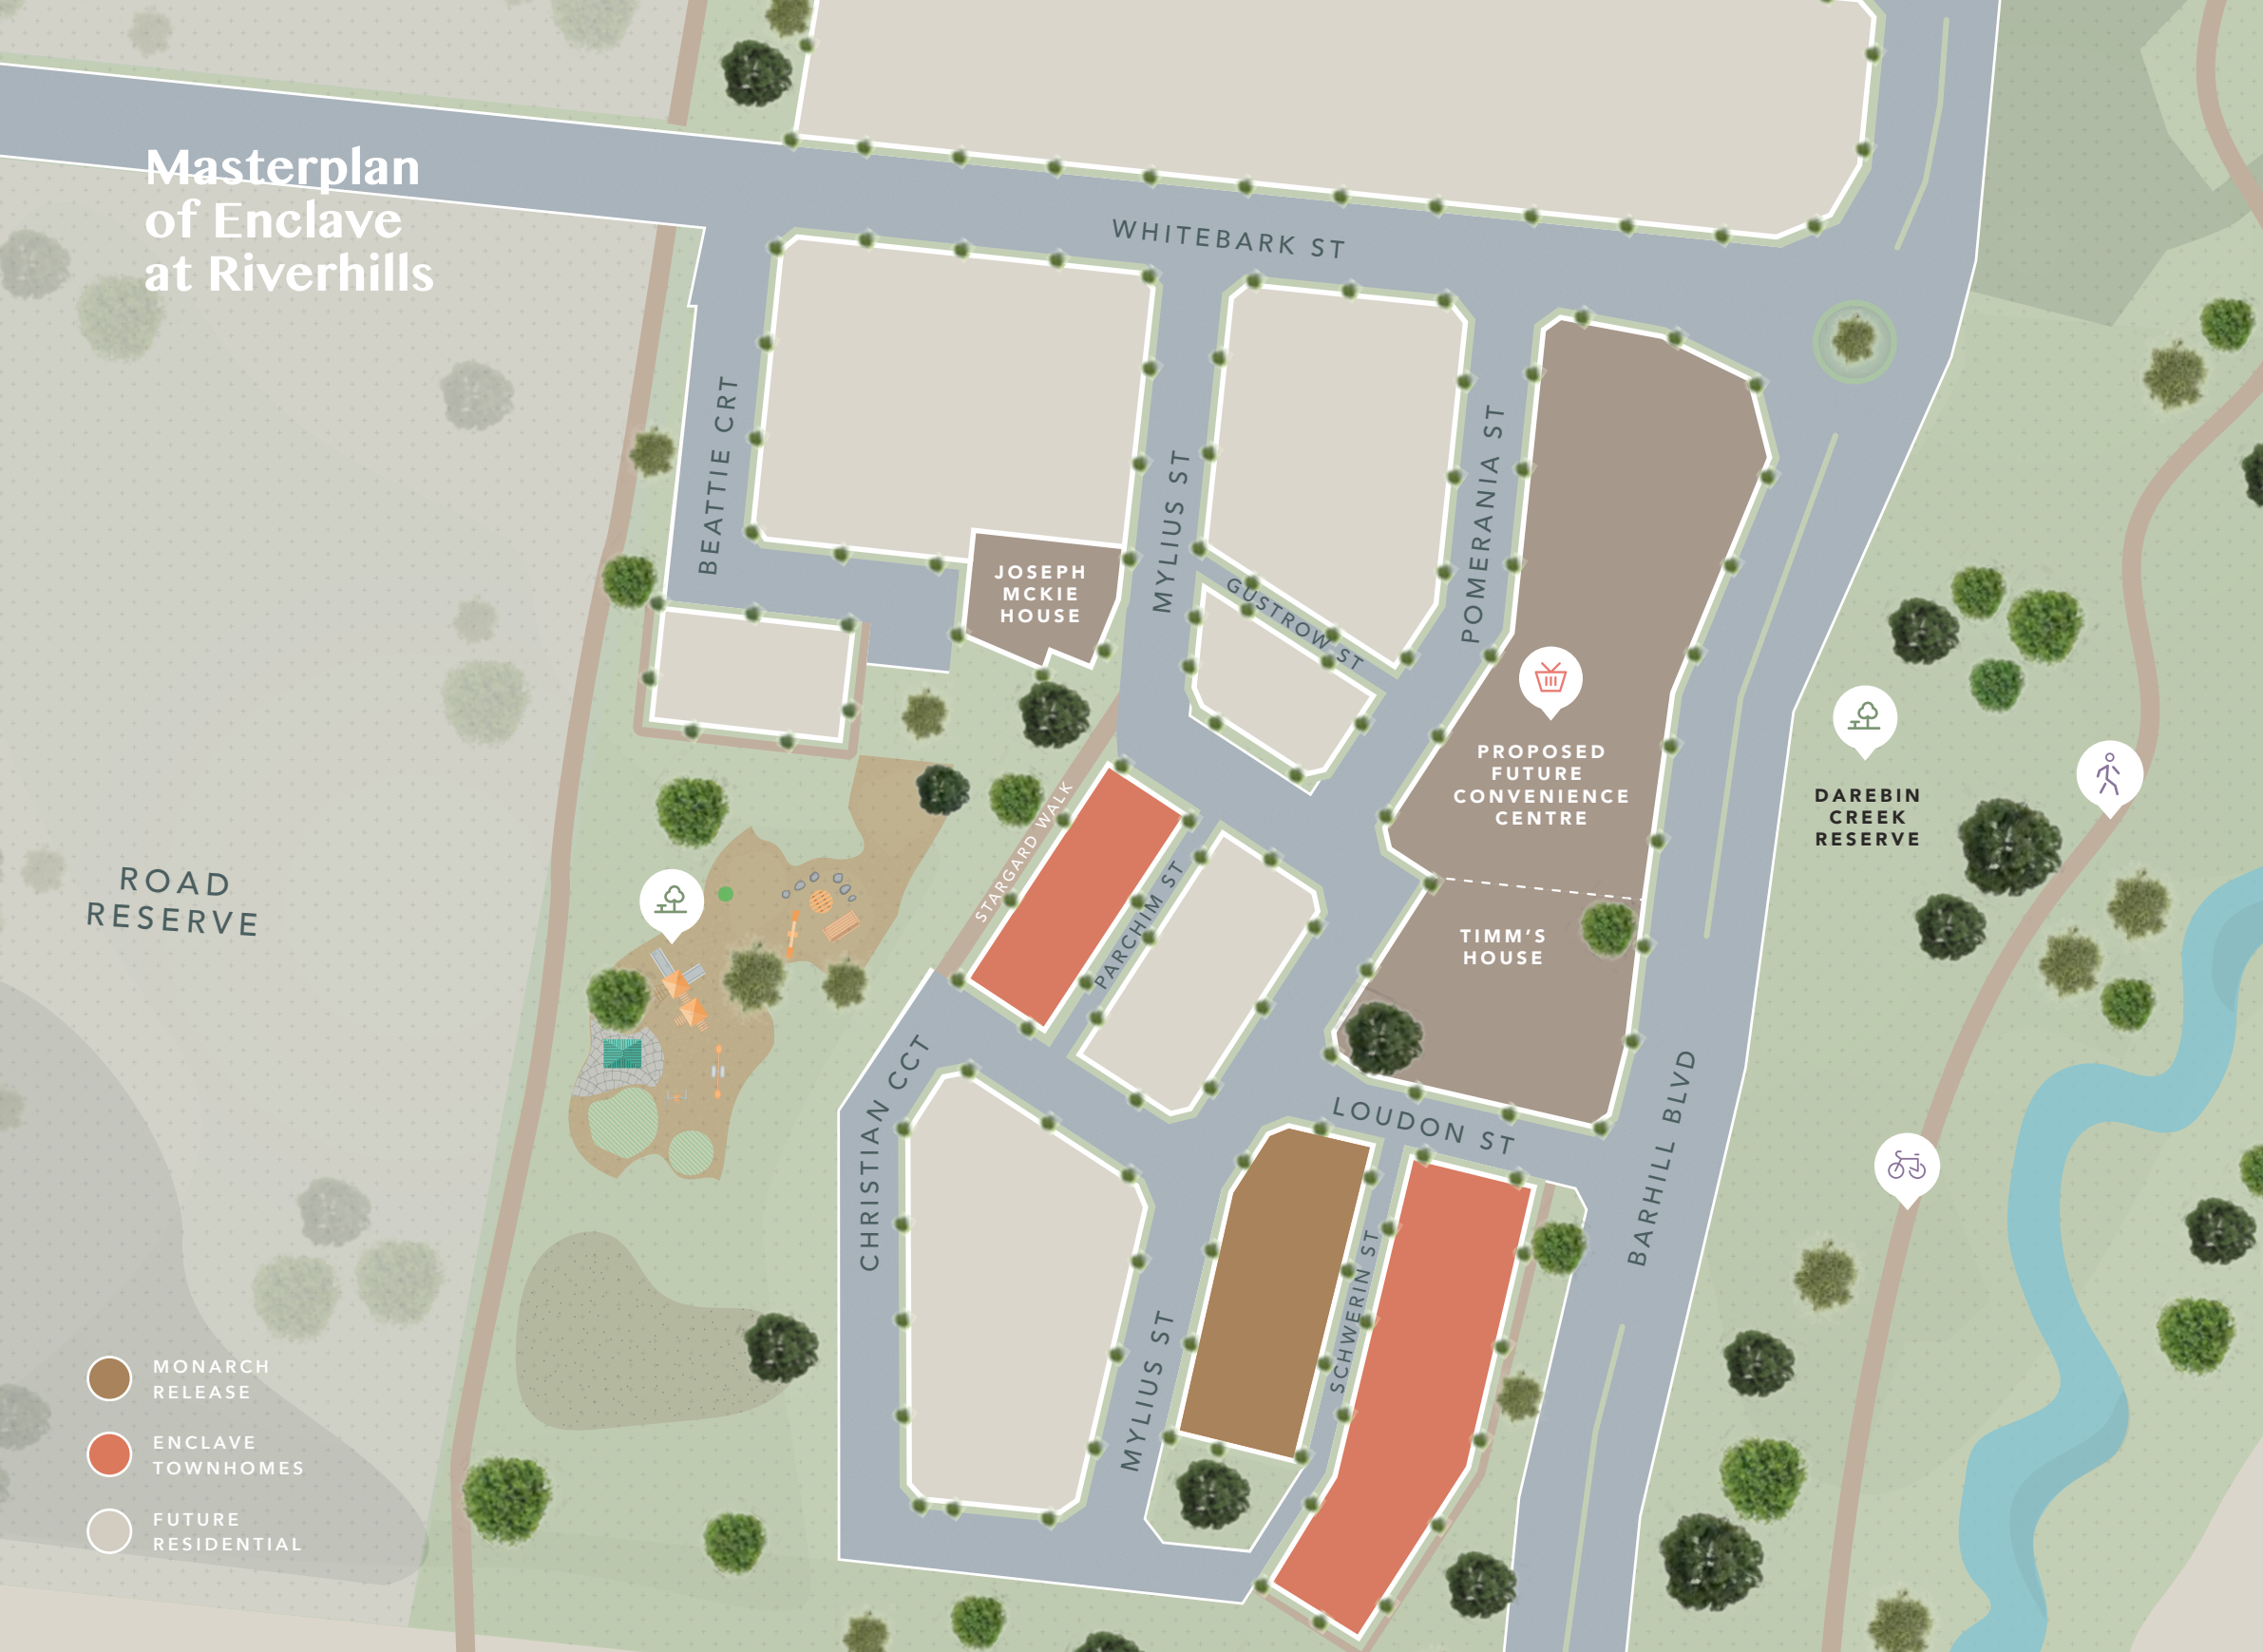 Masterplan
of Enclave
at Riverhills
WHITEBARK ST
BEATTIE CRT
MYLIUS ST
POMERANIA ST
GUSTROW ST
JOSEPH
MCKIE
HOUSE
PROPOSED
FUTURE
CONVENIENCE
CENTRE
DAREBIN
CREEK
RESERVE
STARGARD WALK
PARCHIM ST
ROAD
RESERVE
TIMM'S
HOUSE
CHRISTIAN CCT
LOUDON ST
BARHILL BLVD
SCHWERIN ST
MYLIUS ST
MONARCH
RELEASE
ENCLAVE
TOWNHOMES
FUTURE
RESIDENTIAL